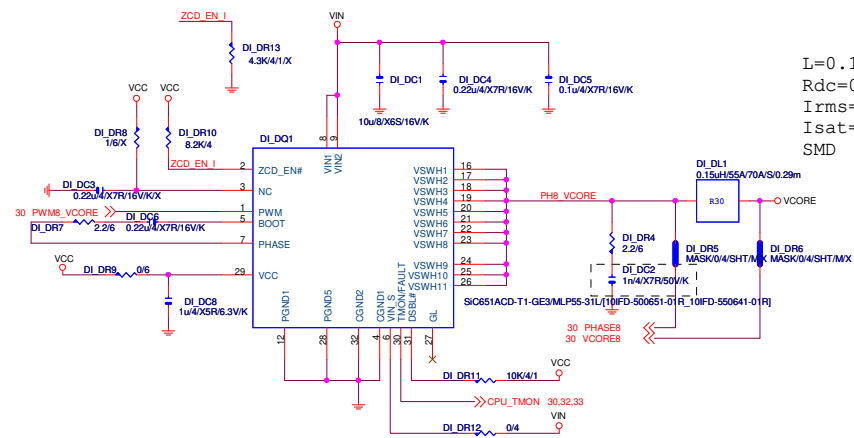 ZCD_EN_I
VIN
DI_DR13
4.3K/4/1/X
VCC
VCC
DI_DC1
10u/8/X6S/16V/K
DI_DC4
0.22u/4/X7R/16V/K
DI_DC5
0.1u/4/X7R/16V/K
L=0.1
Rdc=0
Irms=
Isat=
SMD
DI_DR8
1/6/X
DI_DR10
8.2K/4
DI_DQ1
8
9
ZCD_EN_I
2
ZCD_EN#
VIN1
VIN2
VSWH1
16
VSWH2
17
VSWH3
18
VSWH4
19
VSWH5
20
VSWH6
21
VSWH7
22
VSWH8
23
VSWH9
24
VSWH10
25
VSWH11
26
DI_DC3
0.22u/4/X7R/16V/K/X
3
NC
30 PWM8_VCORE
1
PWM
DI_DR7
2.2/6
DI_DC6
0.22u/4/X7R/16V/K
5
BOOT
7
PHASE
VCC
DI_DR9
0/6
29
VCC
DI_DC8
1u/4/X5R/6.3V/K
PH8_VCORE
DI_DL1
0.15uH/55A/70A/S/0.29m
R30
VCORE
DI_DR4
2.2/6
DI_DR5
MASK/0/4/SHT/M/X
DI_DR6
MASK/0/4/SHT/M/X
DI_DC2
1n/4/X7R/50V/K
SiC651ACD-T1-GE3/MLP55-31L/[10IFD-500651-01R_10IFD-550641-01R]
30 PHASE8
30 VCORE8
PGND1
PGND5
CGND2
CGND1
VIN_S
TMON/FAULT
DSBL#
GL
12
28
32
4
6
30
31
27
DI_DR11
10K/4/1
VCC
CPU_TMON 30,32,33
VIN
DI_DR12
0/4